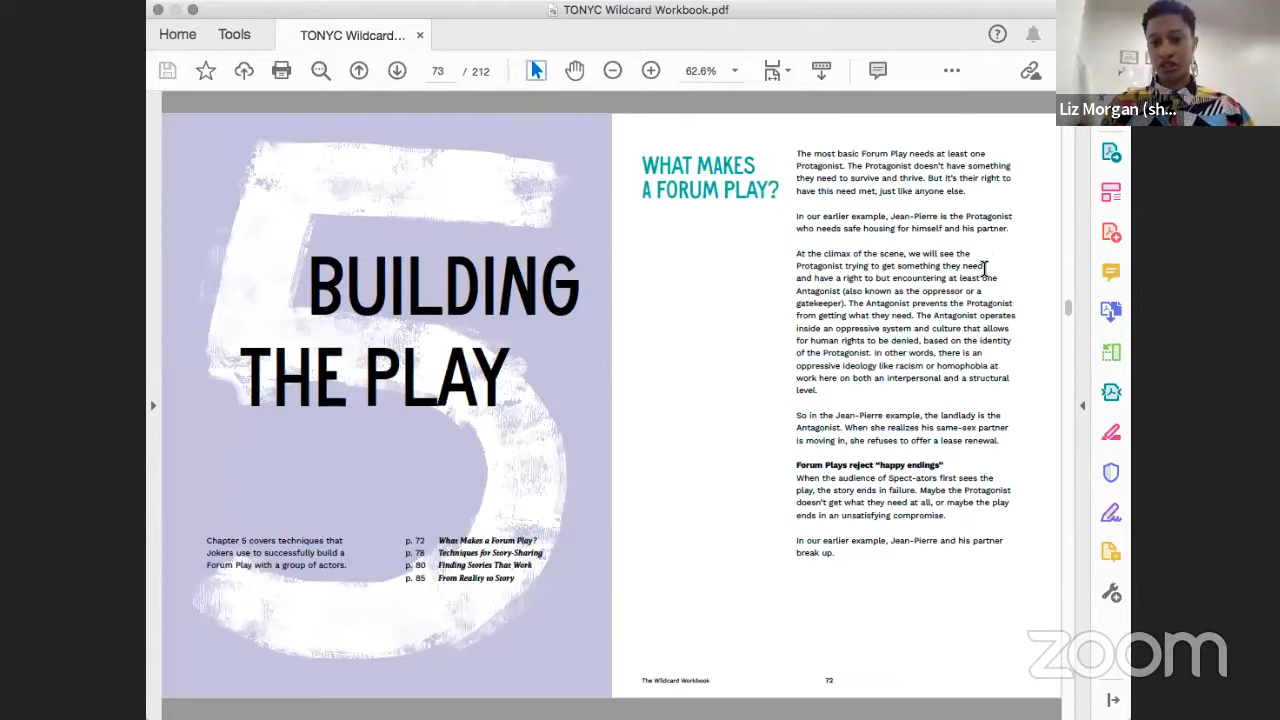 TONYC Wildcard Workbook.pdf
Home
Tools
TONYC Wildcard... ×
73 / 212
62.6%
Liz Morgan (sh...
5
BUILDING
THE PLAY
Chapter 5 covers techniques that
Jokers use to successfully build a
Forum Play with a group of actors.
p. 72 What Makes a Forum Play?
p. 78 Techniques for Story-Sharing
p. 80 Finding Stories That Work
p. 85 From Reality to Story
WHAT MAKES
A FORUM PLAY?
The most basic Forum Play needs at least one
Protagonist. The Protagonist doesn't have something
they need to survive and thrive. But it's their right to
have this need met, just like anyone else.
In our earlier example, Jean-Pierre is the Protagonist
who needs safe housing for himself and his partner.
At the climax of the scene, we will see the
Protagonist trying to get something they need
and have a right to but encountering at least one
Antagonist (also known as the oppressor or a
gatekeeper). The Antagonist prevents the Protagonist
from getting what they need. The Antagonist operates
inside an oppressive system and culture that allows
for human rights to be denied, based on the identity
of the Protagonist. In other words, there is an
oppressive ideology like racism or homophobia at
work here on both an interpersonal and a structural
level.
So in the Jean-Pierre example, the landlady is the
Antagonist. When she realizes his same-sex partner
is moving in, she refuses to offer a lease renewal.
Forum Plays reject "happy endings"
When the audience of Spect-ators first sees the
play, the story ends in failure. Maybe the Protagonist
doesn't get what they need at all, or maybe the play
ends in an unsatisfying compromise.
In our earlier example, Jean-Pierre and his partner
break up.
The Wildcard Workbook
72
zoom